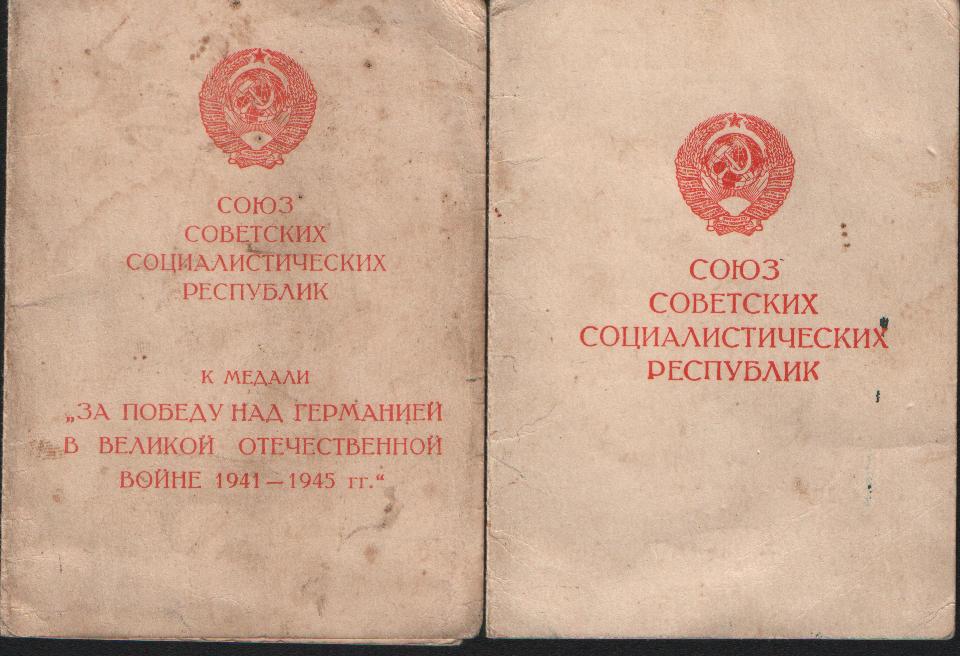 СОЮЗ
СОВЕТСКИХ
СОЦИАЛИСТИЧЕСКИХ
РЕСПУБЛИК
К МЕДАЛИ
„ЗА ПОБЕДУ НАД ГЕРМАНИЕЙ
В ВЕЛИКОЙ ОТЕЧЕСТВЕННОЙ
ВОЙНЕ 1941—1945 гг.“
СОЮЗ
СОВЕТСКИХ
СОЦИАЛИСТИЧЕСКИХ
РЕСПУБЛИК